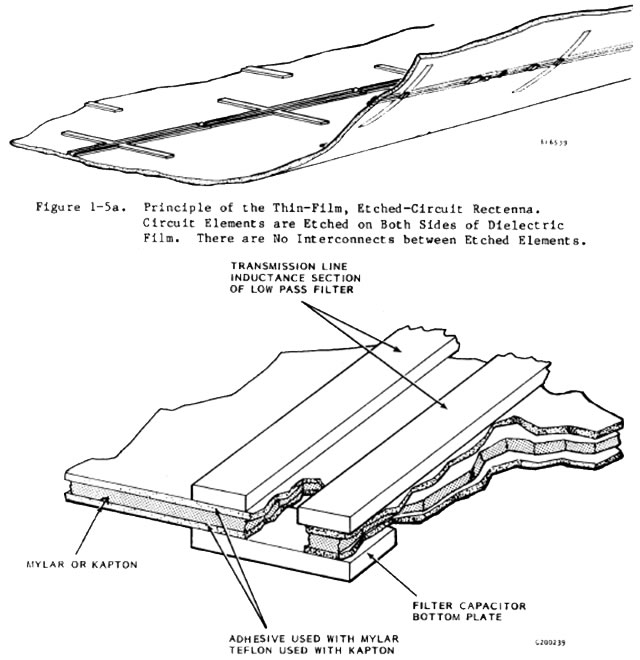 Figure 1-5a. Principle of the Thin-Film, Etched-Circuit Rectenna.
Circuit Elements are Etched on Both Sides of Dielectric
Film. There are No Interconnects between Etched Elements.
TRANSMISSION LINE
INDUCTANCE SECTION
OF LOW PASS FILTER
MYLAR OR KAPTON
FILTER CAPACITOR
BOTTOM PLATE
ADHESIVE USED WITH MYLAR
TEFLON USED WITH KAPTON
C200239